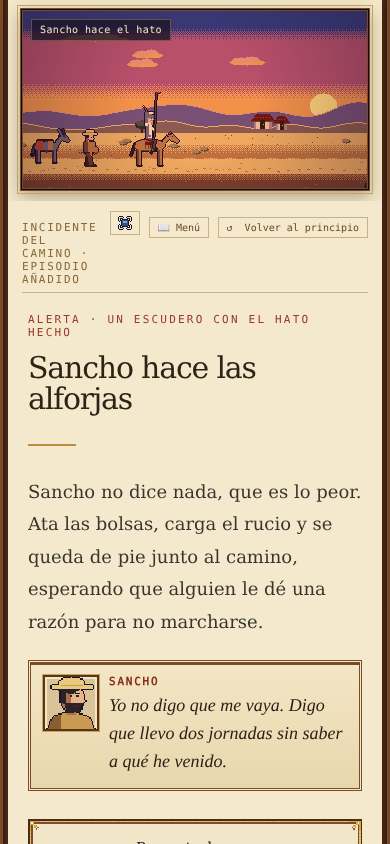 Sancho hace el hato
INCIDENTE
DEL
CAMINO ·
EPISODIO
AÑADIDO
📖 Menú
↺ Volver al principio
ALERTA · UN ESCUDERO CON EL HATO
HECHO
Sancho hace las
alforjas
Sancho no dice nada, que es lo peor.
Ata las bolsas, carga el rucio y se
queda de pie junto al camino,
esperando que alguien le dé una
razón para no marcharse.
SANCHO
Yo no digo que me vaya. Digo
que llevo dos jornadas sin saber
a qué he venido.